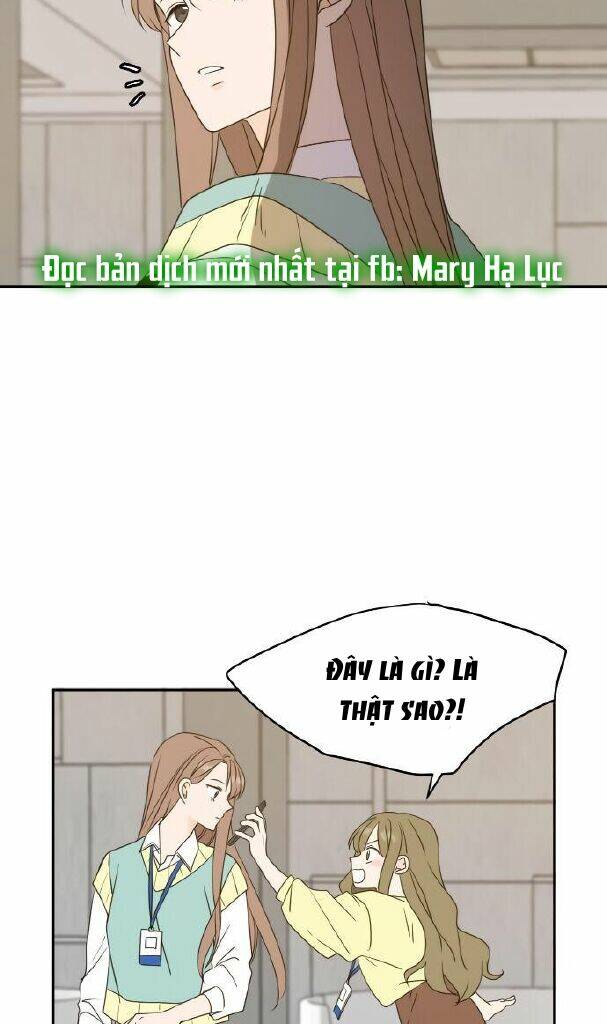 Đọc bản dịch mới nhất tại fb: Mary Hạ Lục
ĐÂY LÀ GÌ? LÀ
THẬT SAO?!